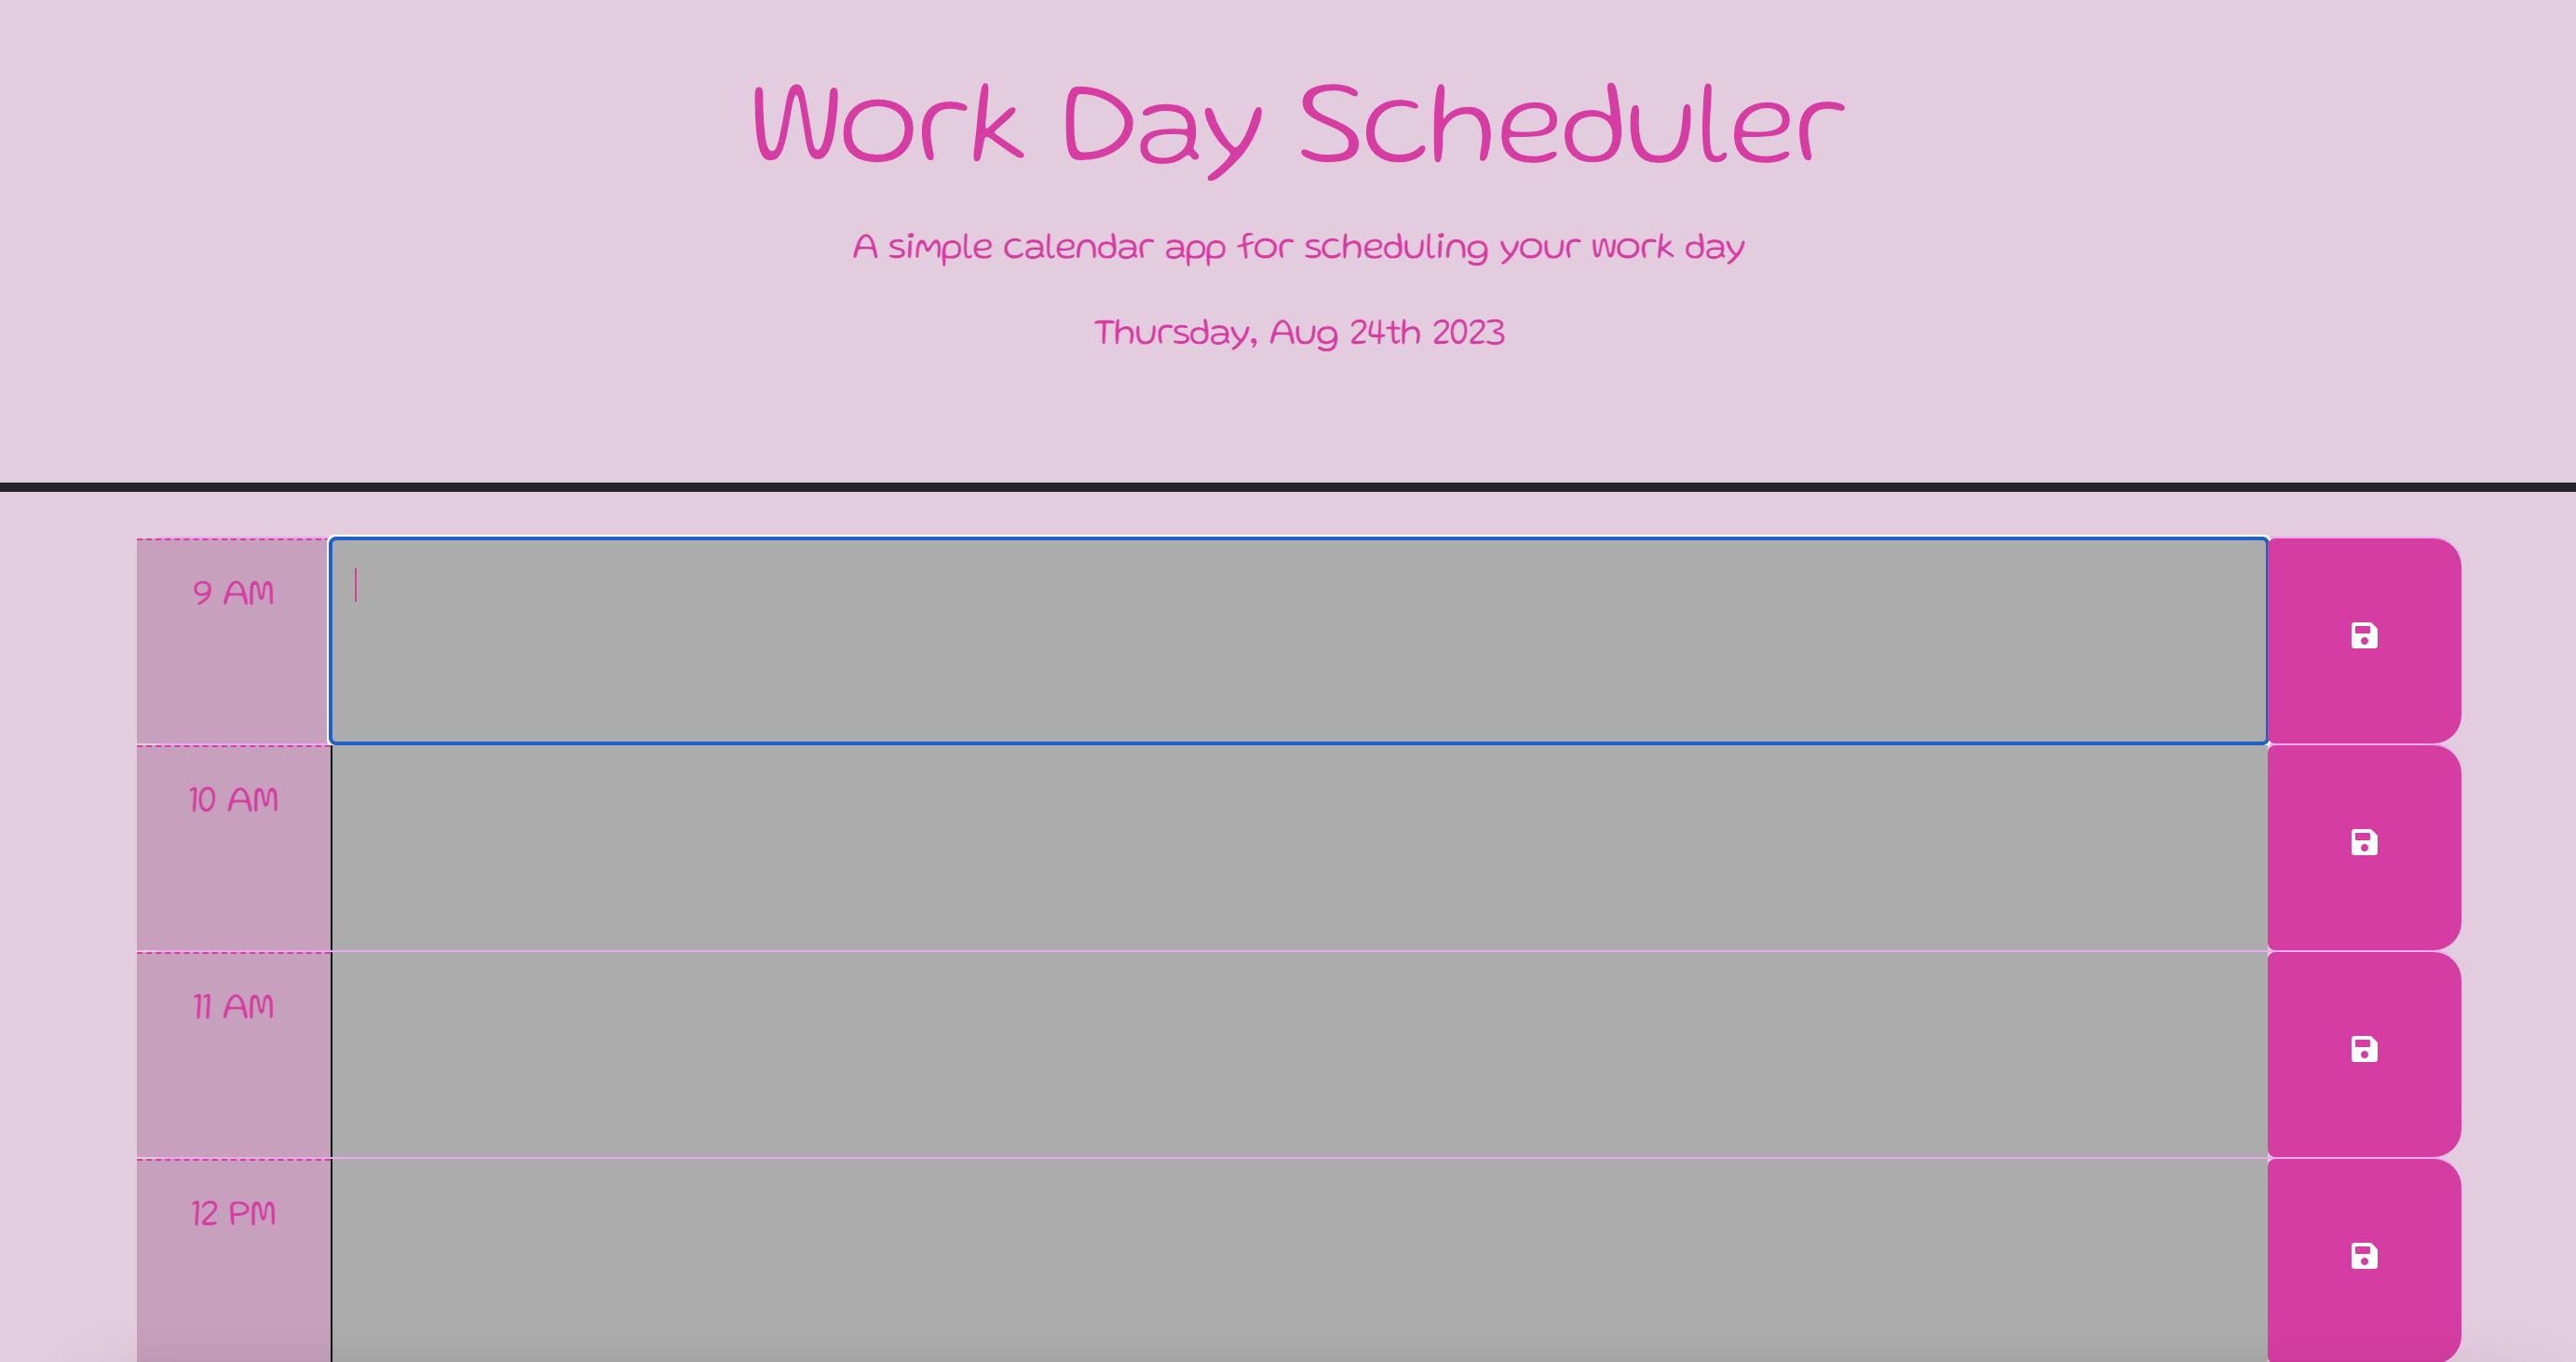 Work Day Scheduler
A simple calendar app for scheduling your work day
Thursday, Aug 24th 2023
9 AM
10 AM
11 AM
12 PM